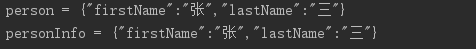 person = {"firstName":"张","lastName":"三"}
personInfo = {"firstName":"张","lastName":"三"}